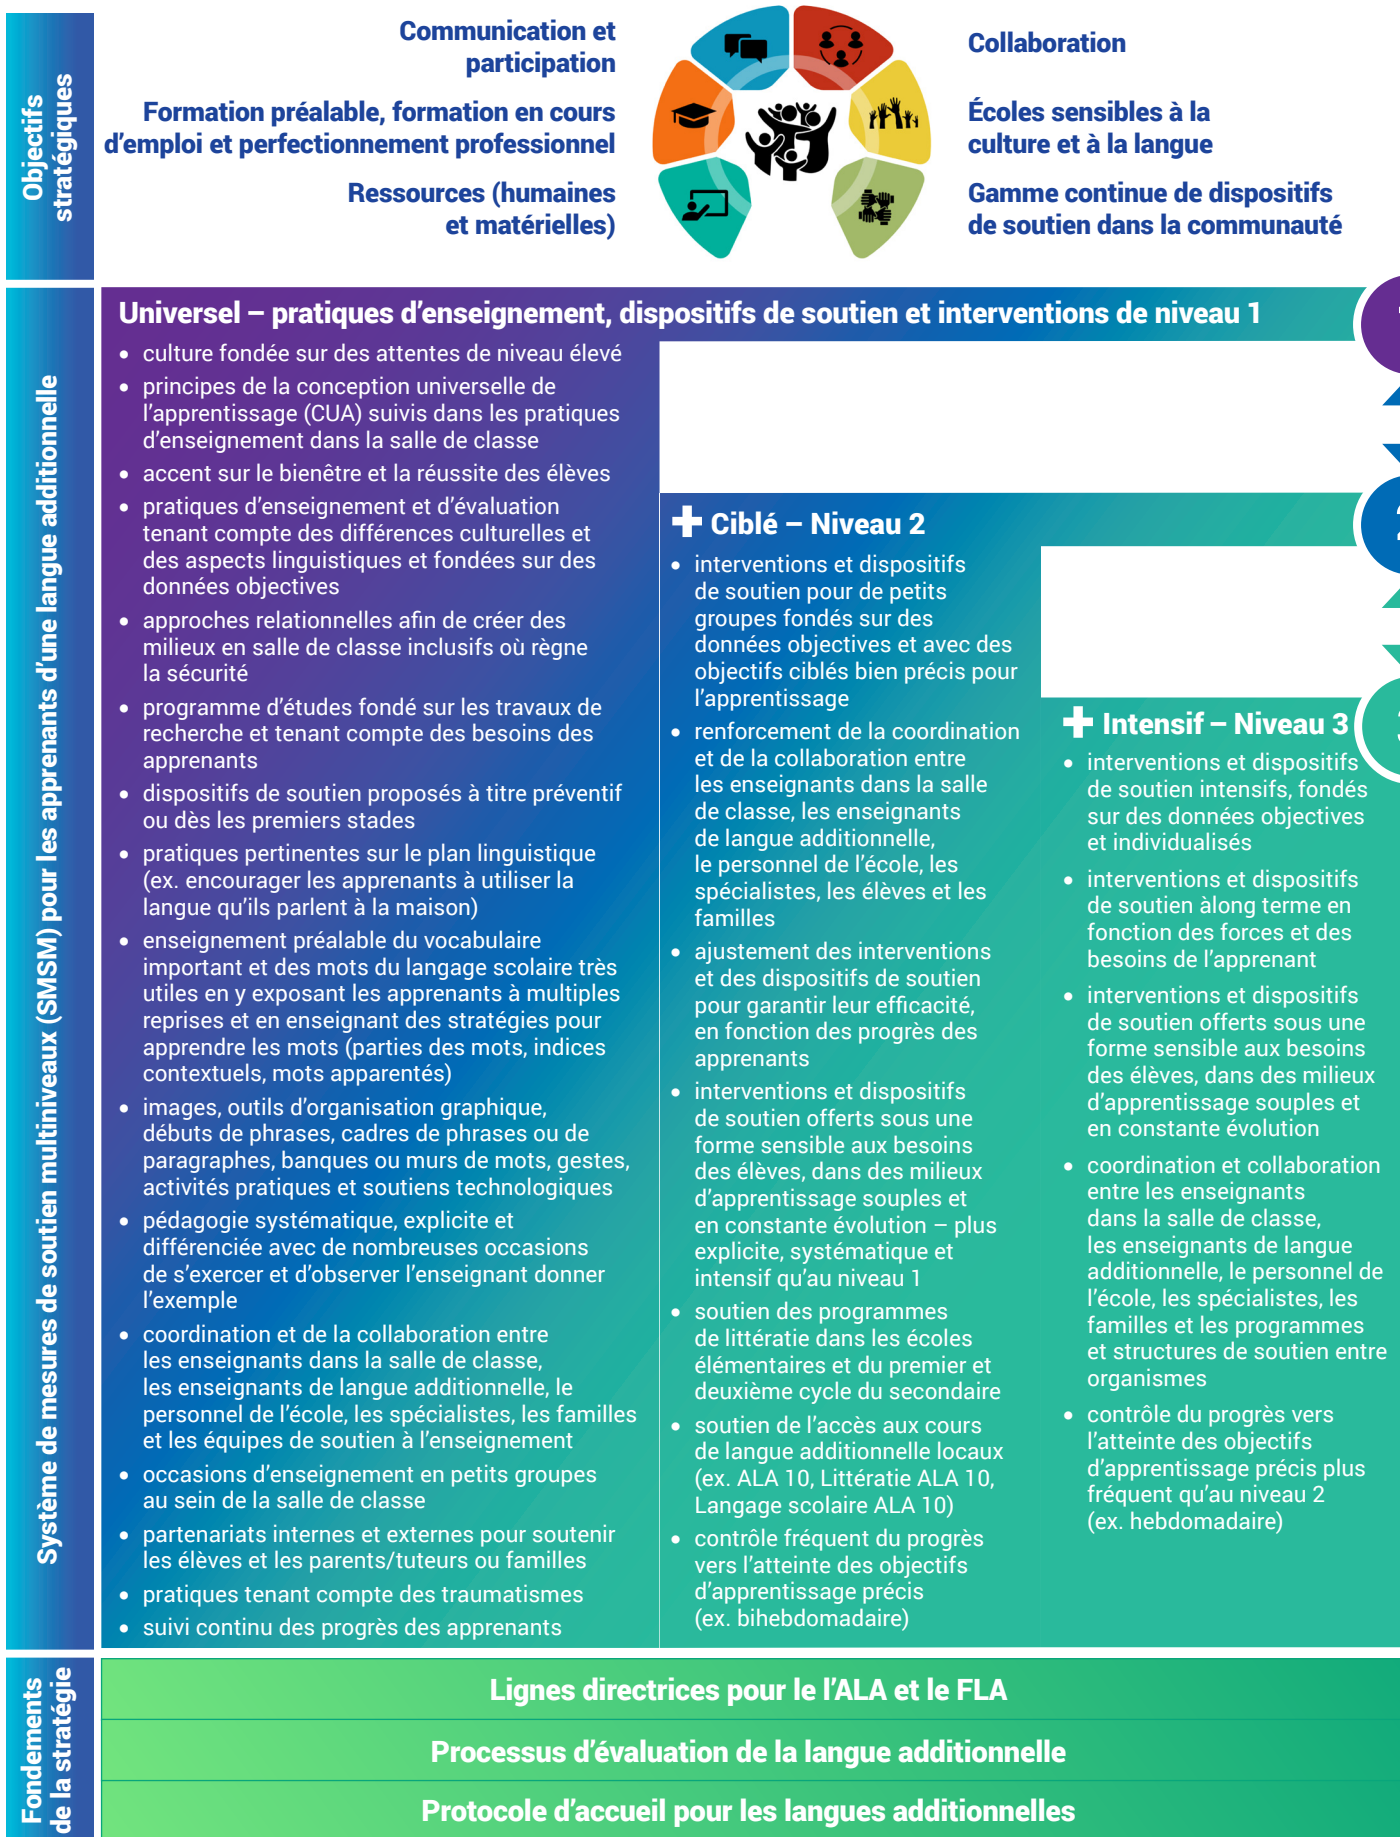 Objectifs
stratégiques
Communication et
participation
Formation préalable, formation en cours
d'emploi et perfectionnement professionnel
Ressources (humaines
et matérielles)
Collaboration
Écoles sensibles à la
culture et à la langue
Gamme continue de dispositifs
de soutien dans la communauté
Système de mesures de soutien multiniveaux (SMSM) pour les apprenants d'une langue additionnelle
Universel – pratiques d'enseignement, dispositifs de soutien et interventions de niveau 1
• culture fondée sur des attentes de niveau élevé
• principes de la conception universelle de
l'apprentissage (CUA) suivis dans les pratiques
d'enseignement dans la salle de classe
• accent sur le bienêtre et la réussite des élèves
• pratiques d'enseignement et d'évaluation
tenant compte des différences culturelles et
des aspects linguistiques et fondées sur des
données objectives
• approches relationnelles afin de créer des
milieux en salle de classe inclusifs où règne
la sécurité
• programme d'études fondé sur les travaux de
recherche et tenant compte des besoins des
apprenants
• dispositifs de soutien proposés à titre préventif
ou dès les premiers stades
• pratiques pertinentes sur le plan linguistique
(ex. encourager les apprenants à utiliser la
langue qu'ils parlent à la maison)
• enseignement préalable du vocabulaire
important et des mots du langage scolaire très
utiles en y exposant les apprenants à multiples
reprises et en enseignant des stratégies pour
apprendre les mots (parties des mots, indices
contextuels, mots apparentés)
• images, outils d'organisation graphique,
débuts de phrases, cadres de phrases ou de
paragraphes, banques ou murs de mots, gestes,
activités pratiques et soutiens technologiques
• pédagogie systématique, explicite et
différenciée avec de nombreuses occasions
de s'exercer et d'observer l'enseignant donner
l'exemple
• coordination et de la collaboration entre
les enseignants dans la salle de classe,
les enseignants de langue additionnelle, le
personnel de l'école, les spécialistes, les familles
et les équipes de soutien à l'enseignement
• occasions d'enseignement en petits groupes
au sein de la salle de classe
• partenariats internes et externes pour soutenir
les élèves et les parents/tuteurs ou familles
• pratiques tenant compte des traumatismes
• suivi continu des progrès des apprenants
+ Ciblé – Niveau 2
• interventions et dispositifs
de soutien pour de petits
groupes fondés sur des
données objectives et avec des
objectifs ciblés bien précis pour
l'apprentissage
• renforcement de la coordination
et de la collaboration entre
les enseignants dans la salle
de classe, les enseignants
de langue additionnelle,
le personnel de l'école, les
spécialistes, les élèves et les
familles
• ajustement des interventions
et des dispositifs de soutien
pour garantir leur efficacité,
en fonction des progrès des
apprenants
• interventions et dispositifs
de soutien offerts sous une
forme sensible aux besoins
des élèves, dans des milieux
d'apprentissage souples et
en constante évolution – plus
explicite, systématique et
intensif qu'au niveau 1
• soutien des programmes
de littératie dans les écoles
élémentaires et du premier et
deuxième cycle du secondaire
• soutien de l'accès aux cours
de langue additionnelle locaux
(ex. ALA 10, Littératie ALA 10,
Langage scolaire ALA 10)
• contrôle fréquent du progrès
vers l'atteinte des objectifs
d'apprentissage précis
(ex. bihebdomadaire)
+ Intensif – Niveau 3
• interventions et dispositifs
de soutien intensifs, fondés
sur des données objectives
et individualisés
• interventions et dispositifs
de soutien àlong terme en
fonction des forces et des
besoins de l'apprenant
• interventions et dispositifs
de soutien offerts sous une
forme sensible aux besoins
des élèves, dans des milieux
d'apprentissage souples et
en constante évolution
• coordination et collaboration
entre les enseignants
dans la salle de classe,
les enseignants de langue
additionnelle, le personnel de
l'école, les spécialistes, les
familles et les programmes
et structures de soutien entre
organismes
• contrôle du progrès vers
l'atteinte des objectifs
d'apprentissage précis plus
fréquent qu'au niveau 2
(ex. hebdomadaire)
Fondements
de la stratégie
Lignes directrices pour le l'ALA et le FLA
Processus d'évaluation de la langue additionnelle
Protocole d'accueil pour les langues additionnelles